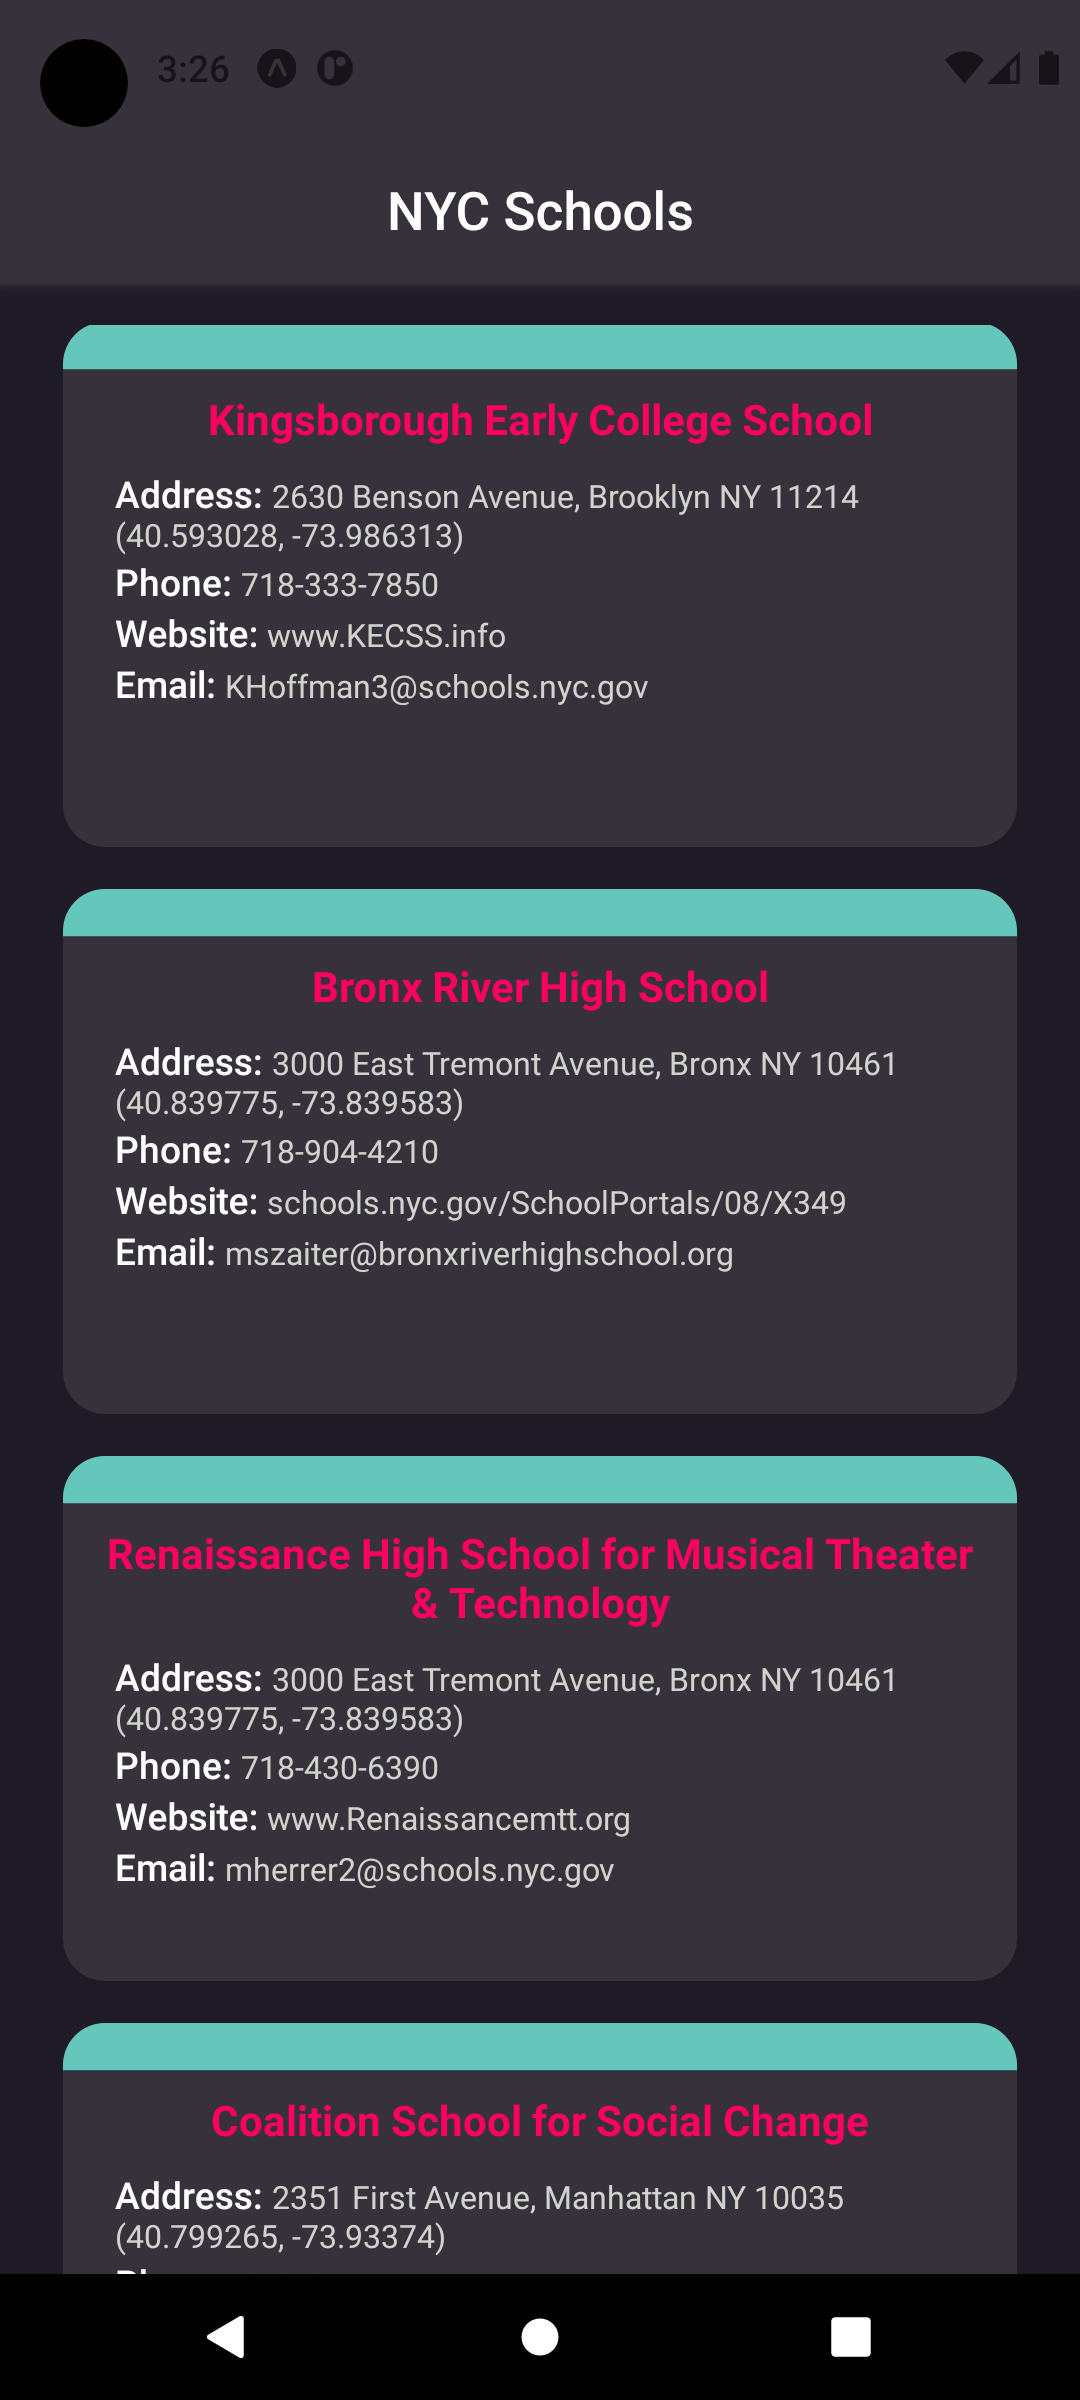 3:26
NYC Schools
Kingsborough Early College School
Address: 2630 Benson Avenue, Brooklyn NY 11214
(40.593028, -73.986313)
Phone: 718-333-7850
Website: www.KECSS.info
Email: KHoffman3@schools.nyc.gov
Bronx River High School
Address: 3000 East Tremont Avenue, Bronx NY 10461
(40.839775, -73.839583)
Phone: 718-904-4210
Website: schools.nyc.gov/SchoolPortals/08/X349
Email: mszaiter@bronxriverhighschool.org
Renaissance High School for Musical Theater
& Technology
Address: 3000 East Tremont Avenue, Bronx NY 10461
(40.839775, -73.839583)
Phone: 718-430-6390
Website: www.Renaissancemtt.org
Email: mherrer2@schools.nyc.gov
Coalition School for Social Change
Address: 2351 First Avenue, Manhattan NY 10035
(40.799265, -73.93374)